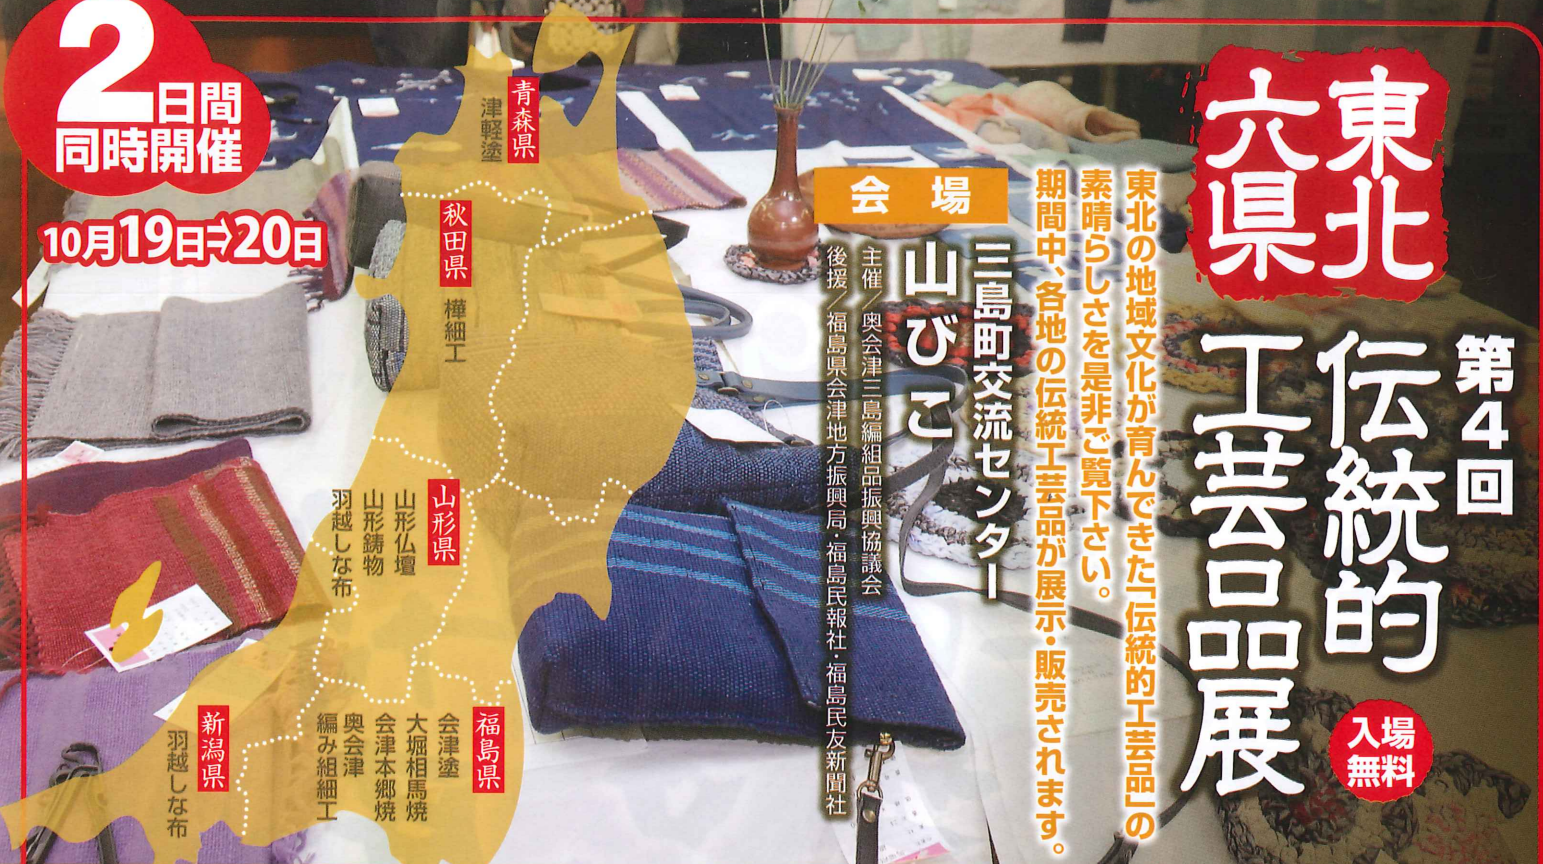 2日間
同時開催
10月19日⇨20日
東北
六県
第4回
伝統的
工芸品展
入場
無料
東北の地域文化が育んできた「伝統的工芸品」の
素晴らしさを是非ご覧下さい。
期間中、各地の伝統工芸品が展示・販売されます。
会場
三島町交流センター
山びこ
主催／奥会津三島編組品振興協議会
後援／福島県会津地方振興局・福島民報社・福島民友新聞社
青森県
津軽塗
秋田県
樺細工
山形県
山形仏壇
山形鋳物
羽越しな布
福島県
会津塗
大堀相馬焼
会津本郷焼
奥会津
編み組細工
新潟県
羽越しな布